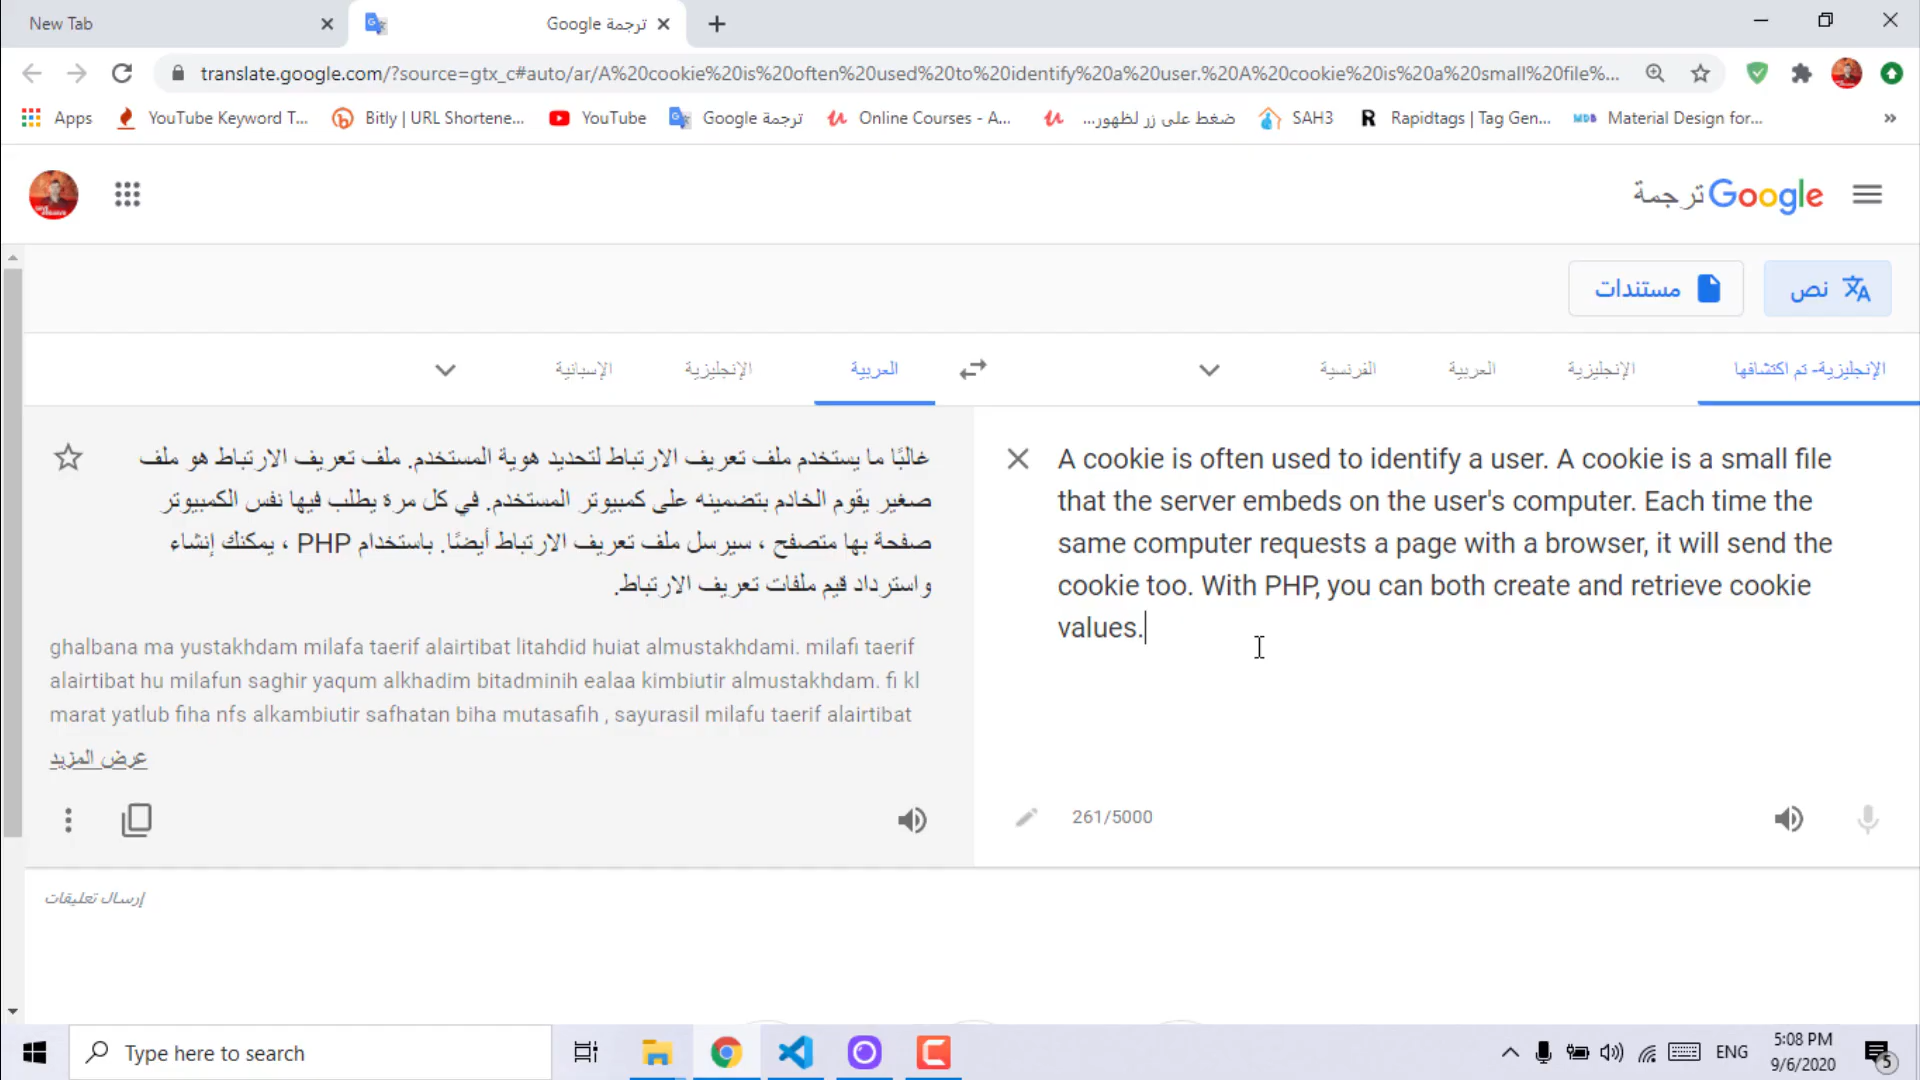 New Tab
ترجمة Google
translate.google.com/?source=gtx_c#auto/ar/A%20cookie%20is%20often%20used%20to%20identify%20a%20user.%20A%20cookie%20is%20a%20small%20file%...
Apps
YouTube Keyword T...
Bitly | URL Shortene...
YouTube
ترجمة Google
Online Courses - A...
ضغط على زر لظهور...
SAH3
Rapidtags | Tag Gen...
Material Design for...
ترجمة Google
نص
مستندات
الإنجليزية- تم اكتشافها
الإنجليزية
العربية
الفرنسية
العربية
الإنجليزية
الإسبانية
A cookie is often used to identify a user. A cookie is a small file
that the server embeds on the user's computer. Each time the
same computer requests a page with a browser, it will send the
cookie too. With PHP, you can both create and retrieve cookie
values.
261/5000
غالبًا ما يستخدم ملف تعريف الارتباط لتحديد هوية المستخدم. ملف تعريف الارتباط هو ملف
صغير يقوم الخادم بتضمينه على كمبيوتر المستخدم. في كل مرة يطلب فيها نفس الكمبيوتر
صفحة بها متصفح ، سيرسل ملف تعريف الارتباط أيضًا. باستخدام PHP ، يمكنك إنشاء
واسترداد قيم ملفات تعريف الارتباط.
ghalbana ma yustakhdam milafa taerif alairtibat litahdid huiat almustakhdami. milafi taerif
alairtibat hu milafun saghir yaqum alkhadim bitadminih ealaa kimbiutir almustakhdam. fi kl
marat yatlub fiha nfs alkambiutir safhatan biha mutasafih , sayurasil milafu taerif alairtibat
عرض المزيد
إرسال تعليقات
Type here to search
ENG
5:08 PM
9/6/2020
5